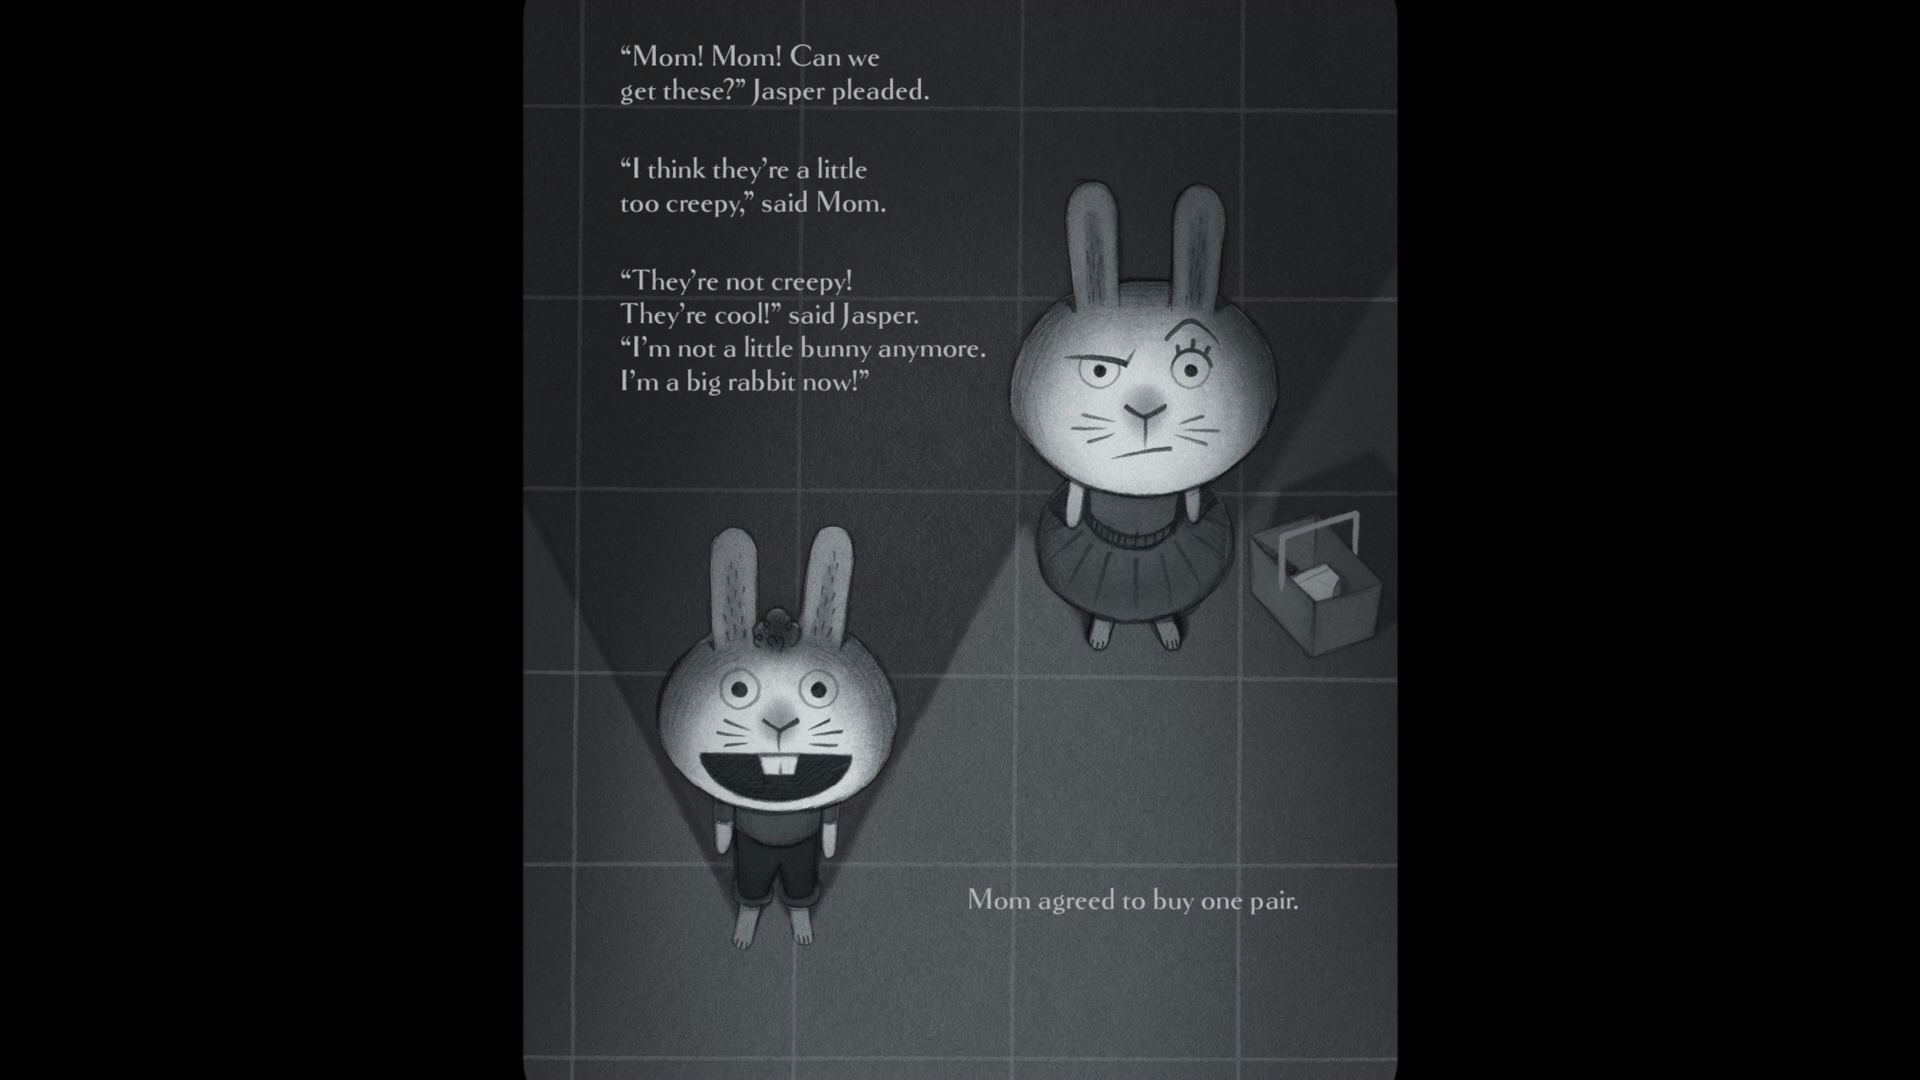 “Mom! Mom! Can we
get these?” Jasper pleaded.
“I think they’re a little
too creepy,” said Mom.
“They’re not creepy!
They’re cool!” said Jasper.
“I’m not a little bunny anymore.
I’m a big rabbit now!”
Mom agreed to buy one pair.